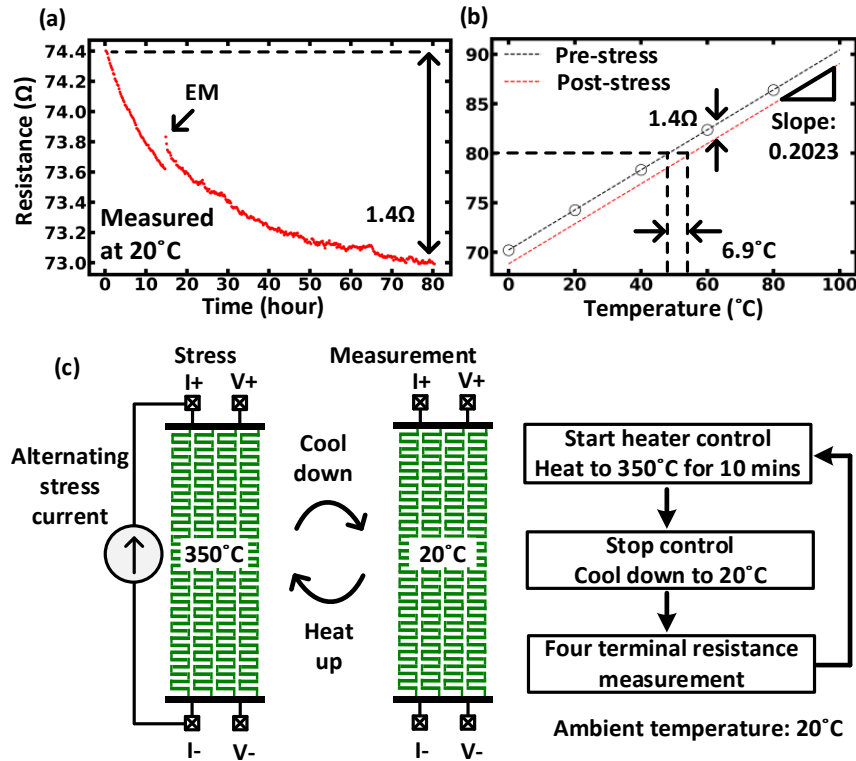 (a)
74.4
74.2
74.0
73.8
73.6
73.4
73.2
73.0
Resistance (Ω)
EM
1.4Ω
Measured
at 20˚C
0 10 20 30 40 50 60 70 80
Time (hour)
(b)
90
85
80
75
70
Pre-stress
Post-stress
1.4Ω
Slope:
0.2023
6.9˚C
0 20 40 60 80 100
Temperature (˚C)
(c)
Stress
I+ V+
Alternating
stress
current
350˚C
I- V-
Cool
down
Heat
up
Measurement
I+ V+
20˚C
I- V-
Start heater control
Heat to 350˚C for 10 mins
Stop control
Cool down to 20˚C
Four terminal resistance
measurement
Ambient temperature: 20˚C